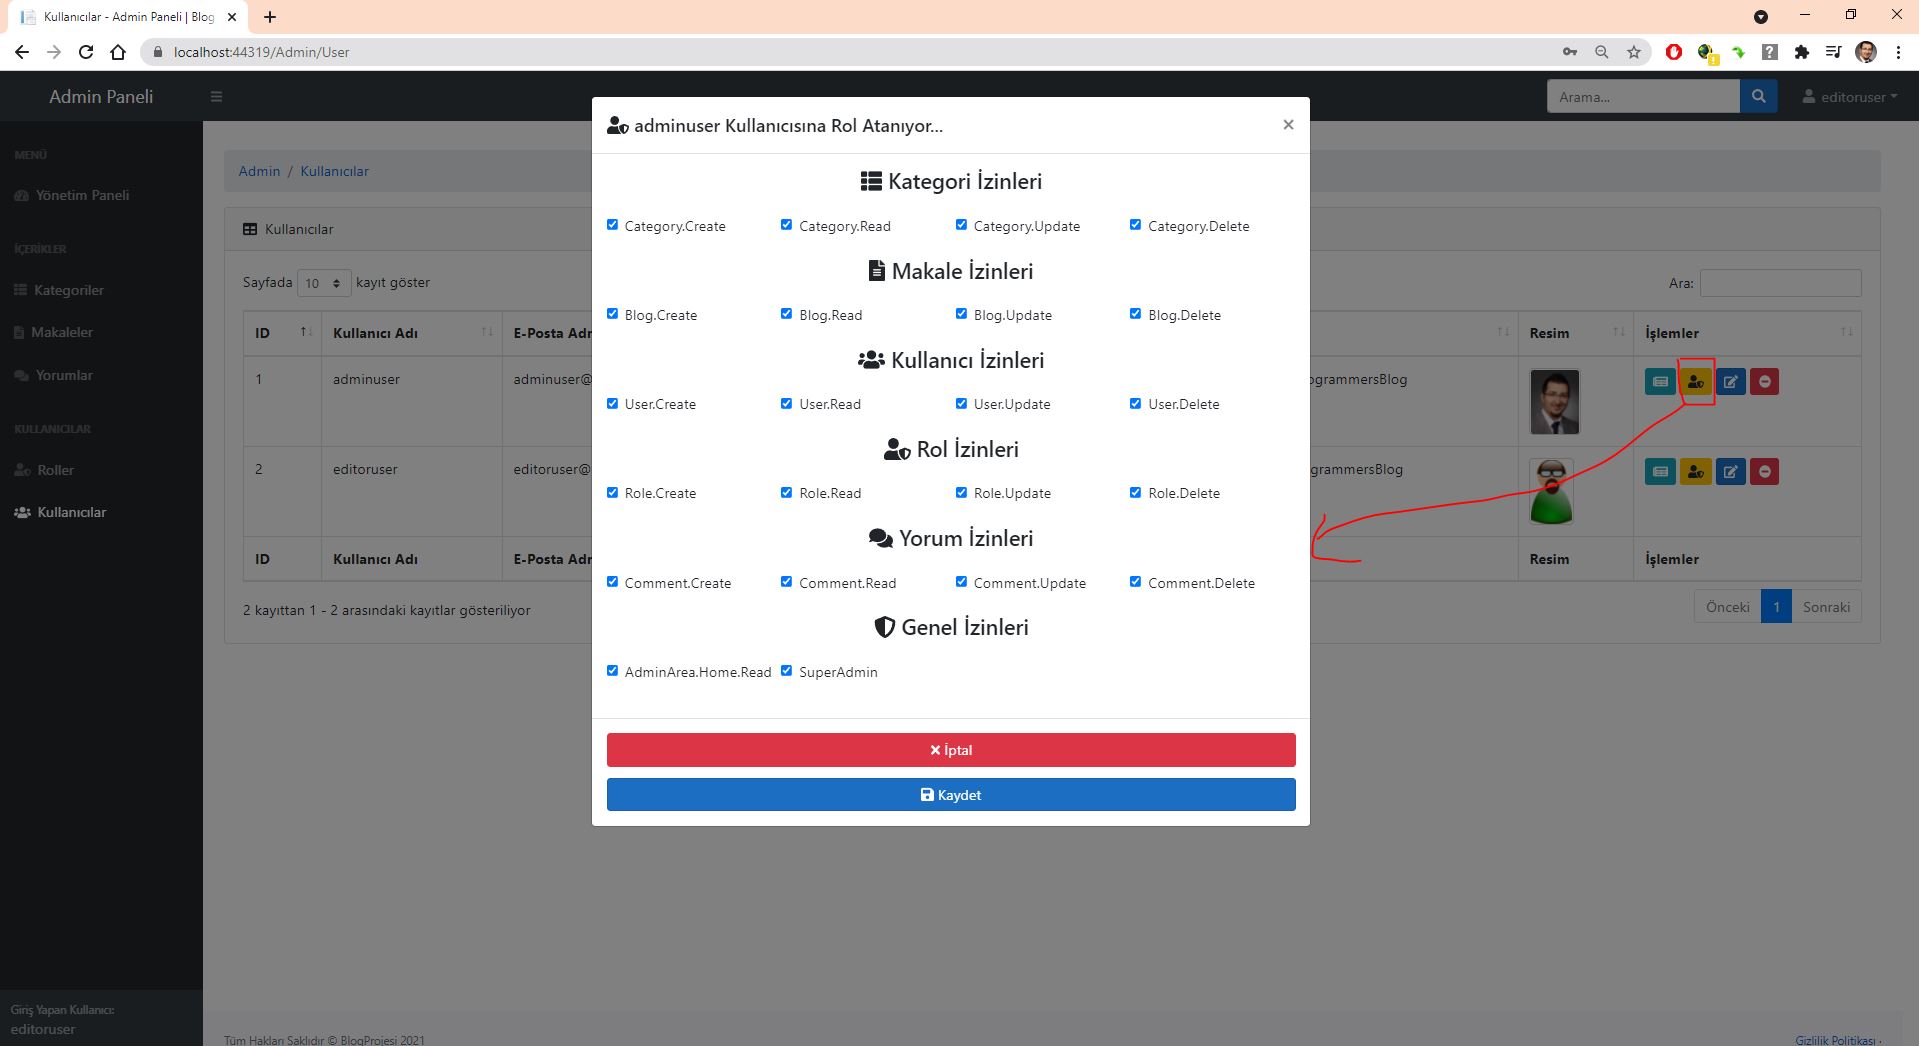 Kullanıcılar - Admin Paneli | Blog
localhost:44319/Admin/User
Admin Paneli
Arama...
editoruser
MENÜ
Yönetim Paneli
İÇERİKLER
Kategoriler
Makaleler
Yorumlar
KULLANICILAR
Roller
Kullanıcılar
Giriş Yapan Kullanıcı:
editoruser
Admin / Kullanıcılar
Kullanıcılar
Sayfada 10 kayıt göster
Ara:
ID Kullanıcı Adı E-Posta Adr Resim İşlemler
1 adminuser adminuser@ ogrammersBlog
2 editoruser editoruser@ grammersBlog
ID Kullanıcı Adı E-Posta Adr Resim İşlemler
2 kayıttan 1 - 2 arasındaki kayıtlar gösteriliyor
Önceki 1 Sonraki
adminuser Kullanıcısına Rol Atanıyor...
×
Kategori İzinleri
Category.Create Category.Read Category.Update Category.Delete
Makale İzinleri
Blog.Create Blog.Read Blog.Update Blog.Delete
Kullanıcı İzinleri
User.Create User.Read User.Update User.Delete
Rol İzinleri
Role.Create Role.Read Role.Update Role.Delete
Yorum İzinleri
Comment.Create Comment.Read Comment.Update Comment.Delete
Genel İzinleri
AdminArea.Home.Read SuperAdmin
İptal
Kaydet
Tüm Hakları Saklıdır © BlogProjesi 2021
Gizlilik Politikası ·